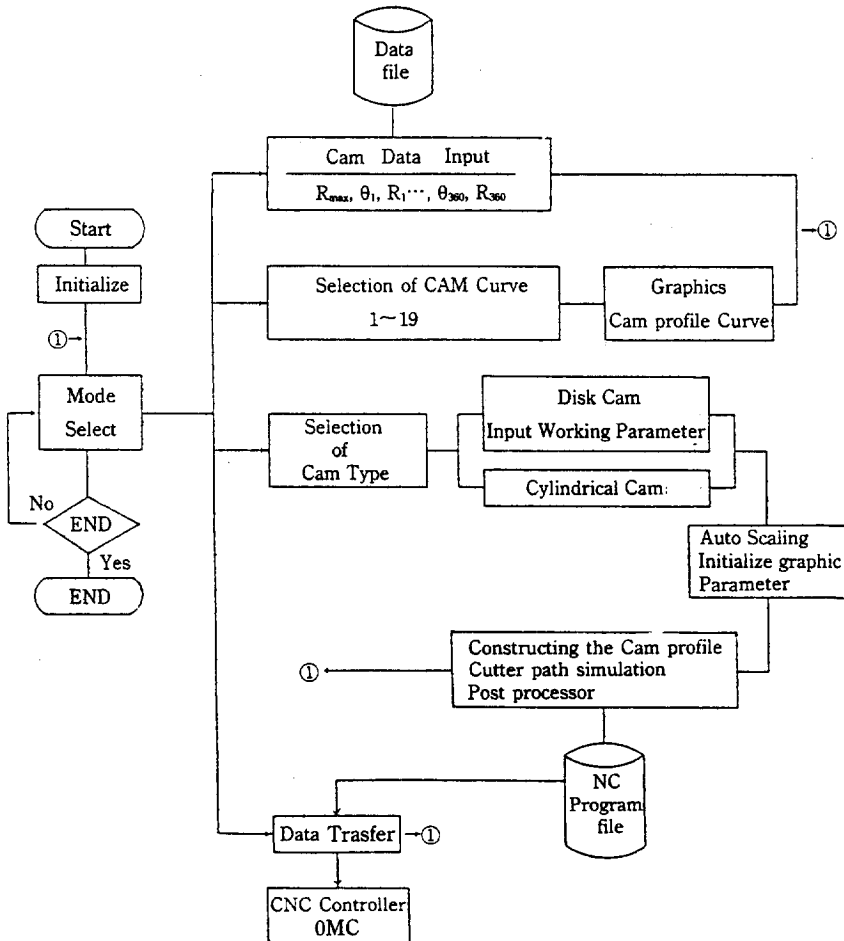 Data
file
Cam Data Input
Rmax, θ1, R1⋯, θ360, R360
Start
→①
Initialize
Selection of CAM Curve
1~19
Graphics
Cam profile Curve
①→
Mode
Select
Selection
of
Cam Type
Disk Cam
Input Working Parameter
Cylindrical Cam
No
END
Yes
END
Auto Scaling
Initialize graphic
Parameter
Constructing the Cam profile
Cutter path simulation
Post processor
①
NC
Program
file
Data Trasfer
→①
CNC Controller
0MC